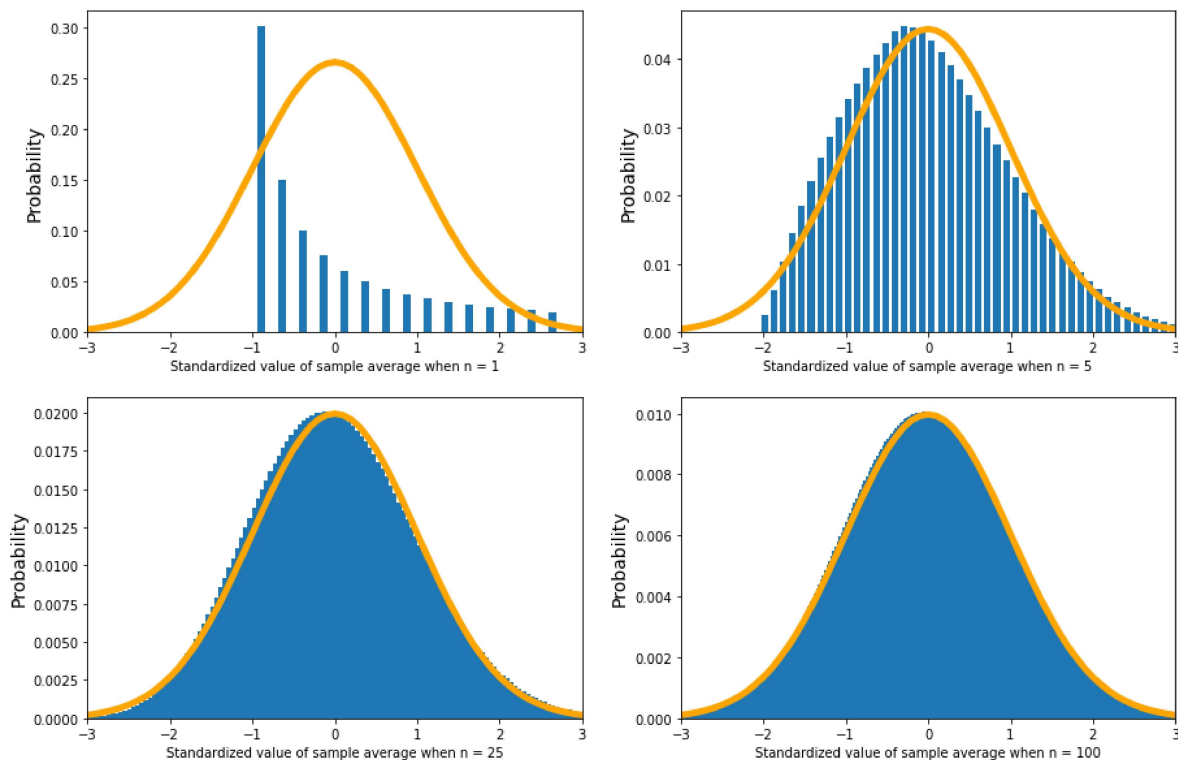 0.30
0.25
0.20
0.15
0.10
0.05
0.00
Probability
−3 −2 −1 0 1 2 3
Standardized value of sample average when n = 1
0.04
0.03
0.02
0.01
0.00
Probability
−3 −2 −1 0 1 2 3
Standardized value of sample average when n = 5
0.0200
0.0175
0.0150
0.0125
0.0100
0.0075
0.0050
0.0025
0.0000
Probability
−3 −2 −1 0 1 2 3
Standardized value of sample average when n = 25
0.010
0.008
0.006
0.004
0.002
0.000
Probability
−3 −2 −1 0 1 2 3
Standardized value of sample average when n = 100